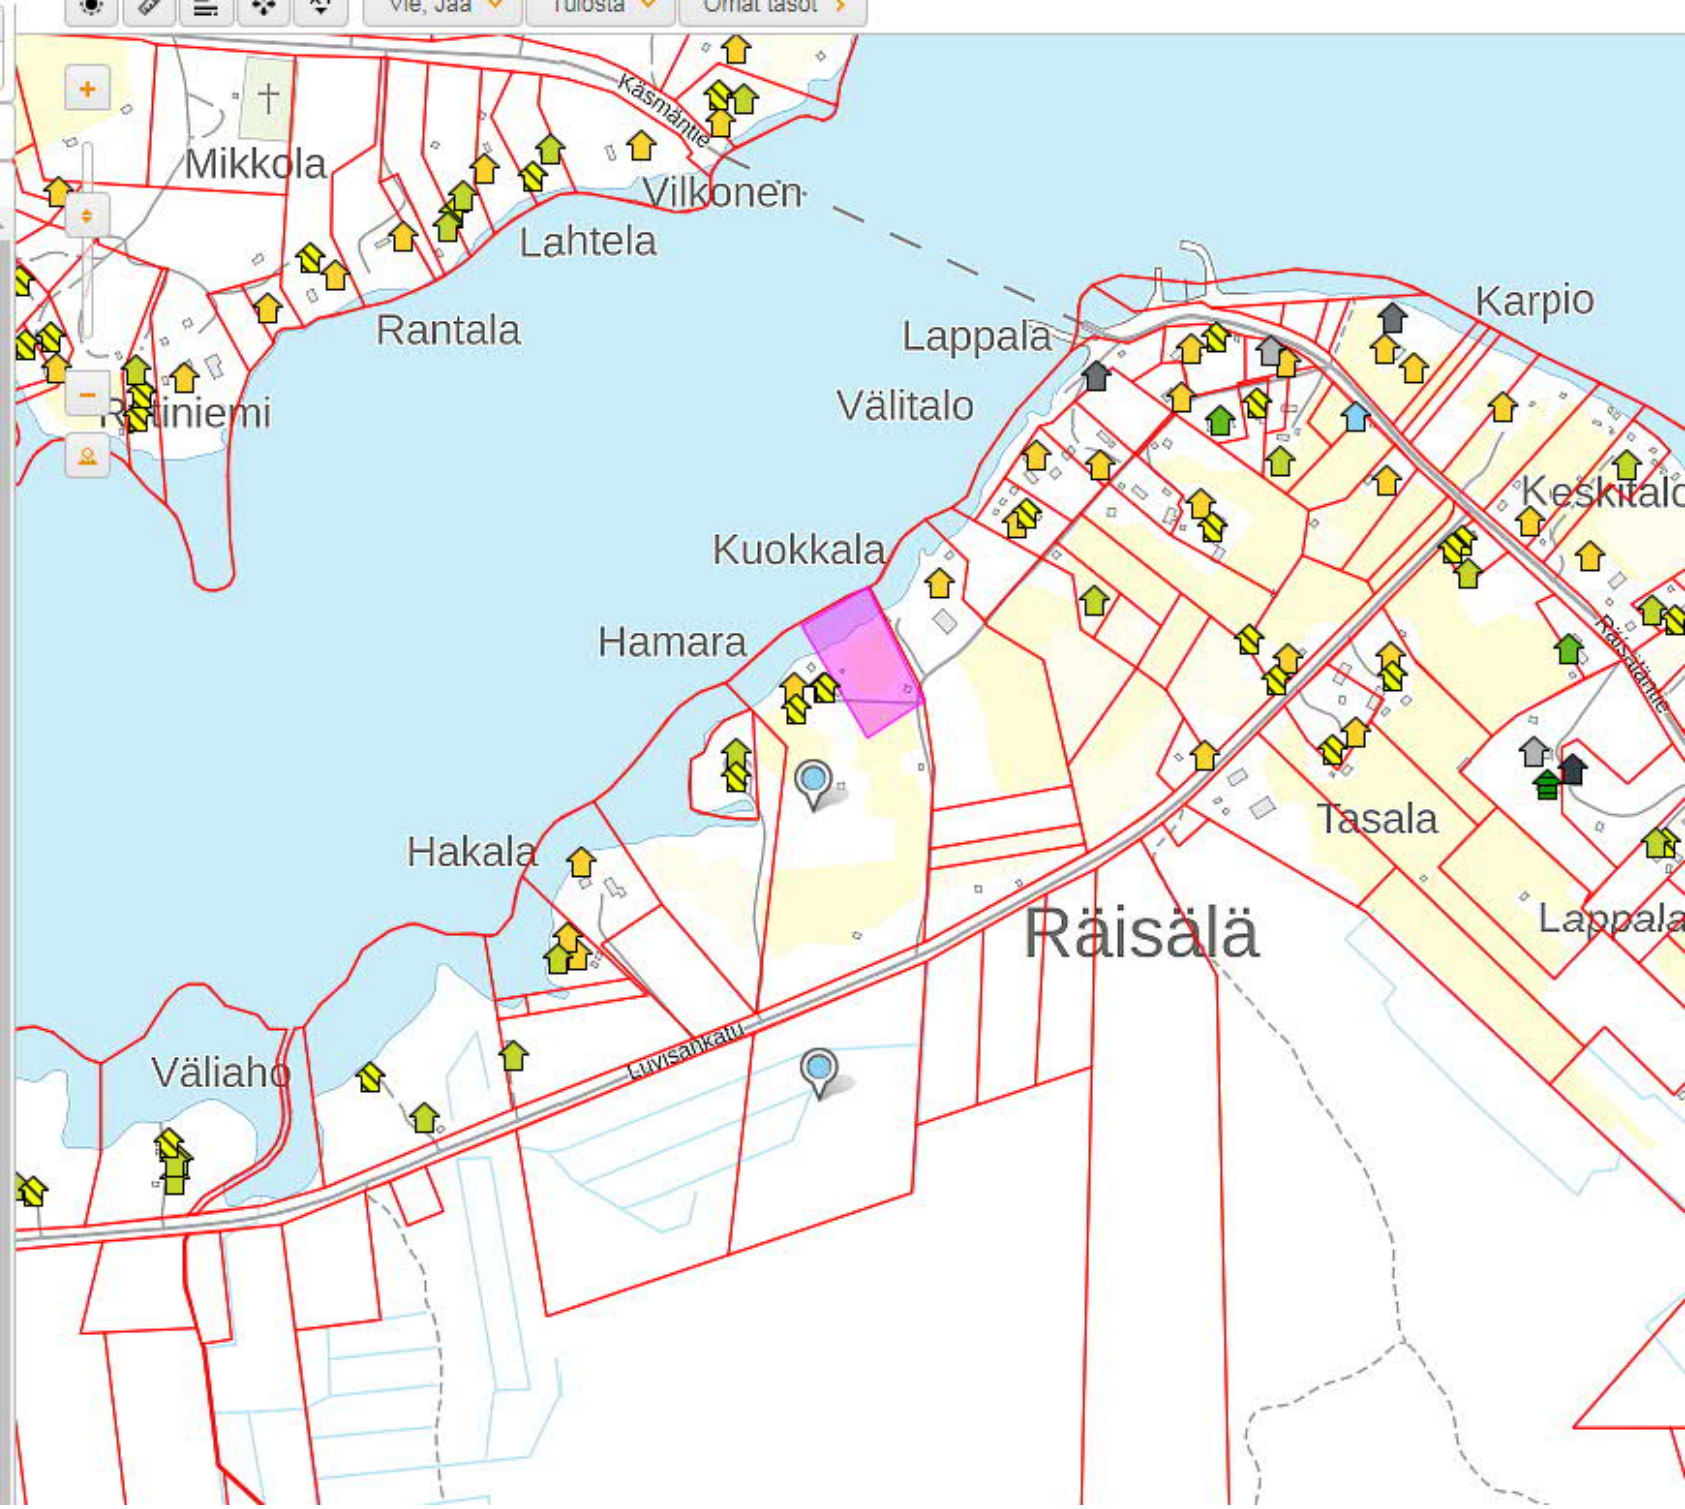 Vie, Jaa
Tulosta
Omat tasot
Käsmäntie
Mikkola
Vilkonen
Lahtela
Karpio
Rantala
Lappala
Välitalo
Keskitalo
Kuokkala
Hamara
Räisäläntie
Tasala
Hakala
Räisälä
Lappala
Luvisankatu
Väliaho